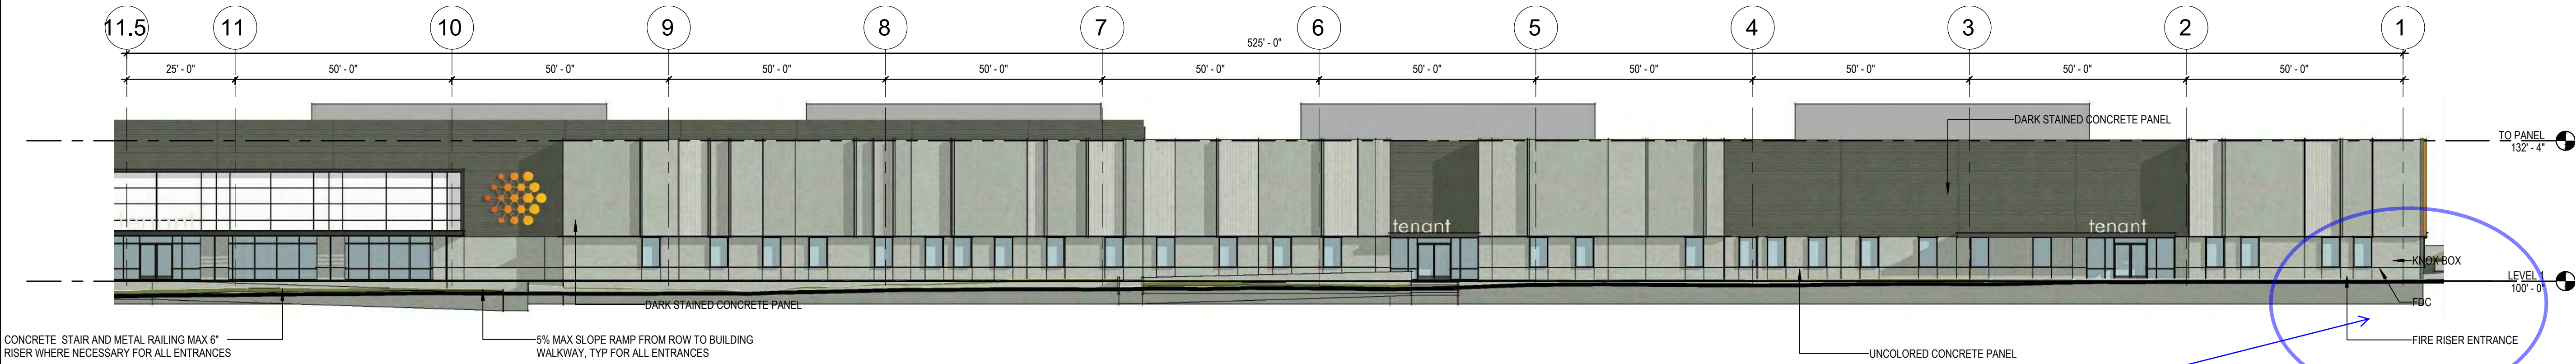 11.5
11
10
9
8
7
6
5
4
3
2
1
525' - 0"
25' - 0"
50' - 0"
50' - 0"
50' - 0"
50' - 0"
50' - 0"
50' - 0"
50' - 0"
50' - 0"
50' - 0"
50' - 0"
DARK STAINED CONCRETE PANEL
TO PANEL
132' - 4"
tenant
tenant
KNOX BOX
LEVEL 1
100' - 0"
FDC
DARK STAINED CONCRETE PANEL
CONCRETE STAIR AND METAL RAILING MAX 6"
RISER WHERE NECESSARY FOR ALL ENTRANCES
5% MAX SLOPE RAMP FROM ROW TO BUILDING
WALKWAY, TYP FOR ALL ENTRANCES
FIRE RISER ENTRANCE
UNCOLORED CONCRETE PANEL